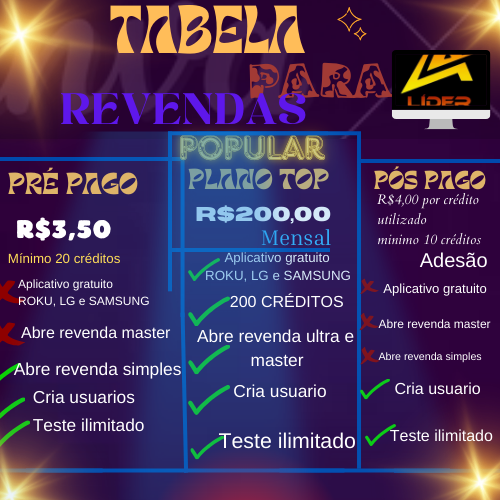 TABELA
PARA
REVENDAS
LÍDER
PRÉ PAGO
R$3,50
Mínimo 20 créditos
Aplicativo gratuito
ROKU, LG e SAMSUNG
Abre revenda master
Abre revenda simples
Cria usuarios
Teste ilimitado
POPULAR
PLANO TOP
R$200,00
Mensal
Aplicativo gratuito
ROKU, LG e SAMSUNG
200 CRÉDITOS
Abre revenda ultra e
master
Cria usuario
Teste ilimitado
PÓS PAGO
R$4,00 por crédito
utilizado
minimo 10 créditos
Adesão
Aplicativo gratuito
Abre revenda master
Abre revenda simples
Cria usuario
Teste ilimitado